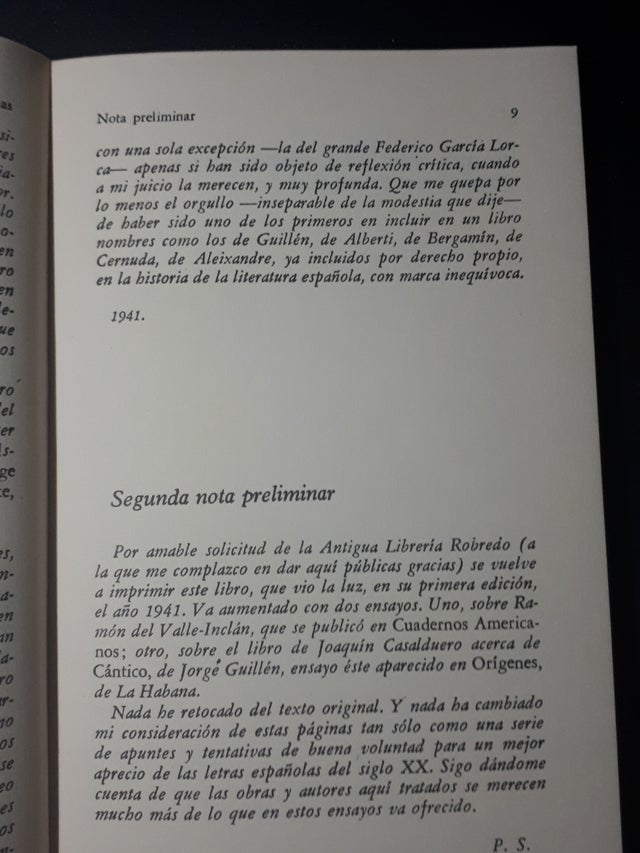 Nota preliminar 9
con una sola excepción —la del grande Federico García Lor-
ca— apenas si han sido objeto de reflexión crítica, cuando
a mi juicio la merecen, y muy profunda. Que me quepa por
lo menos el orgullo —inseparable de la modestia que dije—
de haber sido uno de los primeros en incluir en un libro
nombres como los de Guillén, de Alberti, de Bergamín, de
Cernuda, de Aleixandre, ya incluidos por derecho propio,
en la historia de la literatura española, con marca inequívoca.
1941.
Segunda nota preliminar
Por amable solicitud de la Antigua Librería Robredo (a
la que me complazco en dar aquí públicas gracias) se vuelve
a imprimir este libro, que vio la luz, en su primera edición,
el año 1941. Va aumentado con dos ensayos. Uno, sobre Ra-
món del Valle-Inclán, que se publicó en Cuadernos America-
nos; otro, sobre el libro de Joaquín Casalduero acerca de
Cántico, de Jorge Guillén, ensayo éste aparecido en Orígenes,
de La Habana.
Nada he retocado del texto original. Y nada ha cambiado
mi consideración de estas páginas tan sólo como una serie
de apuntes y tentativas de buena voluntad para un mejor
aprecio de las letras españolas del siglo XX. Sigo dándome
cuenta de que las obras y autores aquí tratados se merecen
mucho más de lo que en estos ensayos va ofrecido.
P. S.